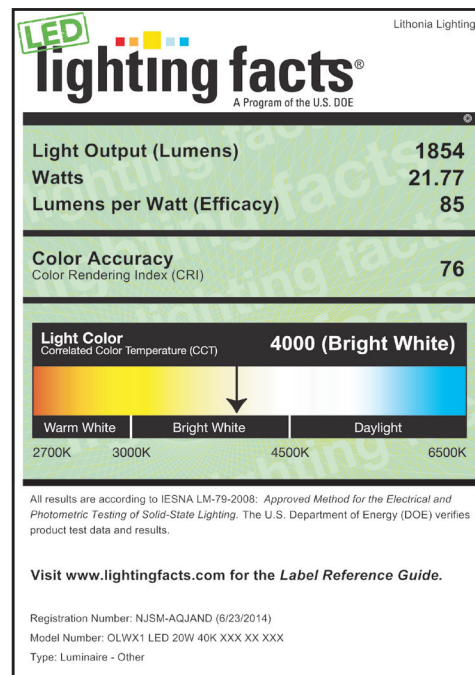 LED
Lithonia Lighting
lighting facts®
A Program of the U.S. DOE
Light Output (Lumens) 1854
Watts 21.77
Lumens per Watt (Efficacy) 85
Color Accuracy
Color Rendering Index (CRI) 76
Light Color
Correlated Color Temperature (CCT) 4000 (Bright White)
Warm White Bright White Daylight
2700K 3000K 4500K 6500K
All results are according to IESNA LM-79-2008: Approved Method for the Electrical and
Photometric Testing of Solid-State Lighting. The U.S. Department of Energy (DOE) verifies
product test data and results.
Visit www.lightingfacts.com for the Label Reference Guide.
Registration Number: NJSM-AQJAND (6/23/2014)
Model Number: OLWX1 LED 20W 40K XXX XX XXX
Type: Luminaire - Other